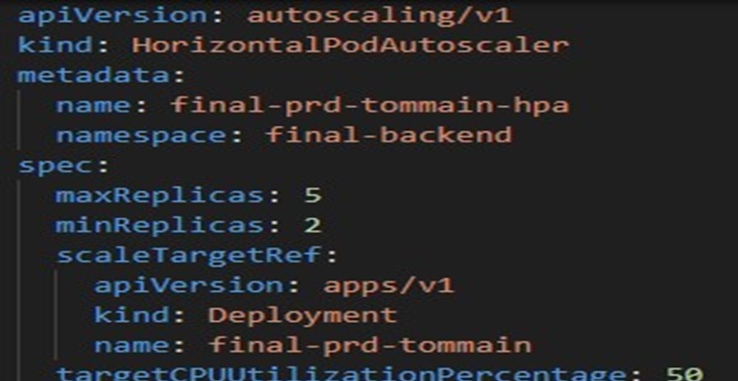 apiVersion: autoscaling/v1
kind: HorizontalPodAutoscaler
metadata:
  name: final-prd-tommain-hpa
  namespace: final-backend
spec:
  maxReplicas: 5
  minReplicas: 2
  scaleTargetRef:
    apiVersion: apps/v1
    kind: Deployment
    name: final-prd-tommain
  targetCPUUtilizationPercentage: 50